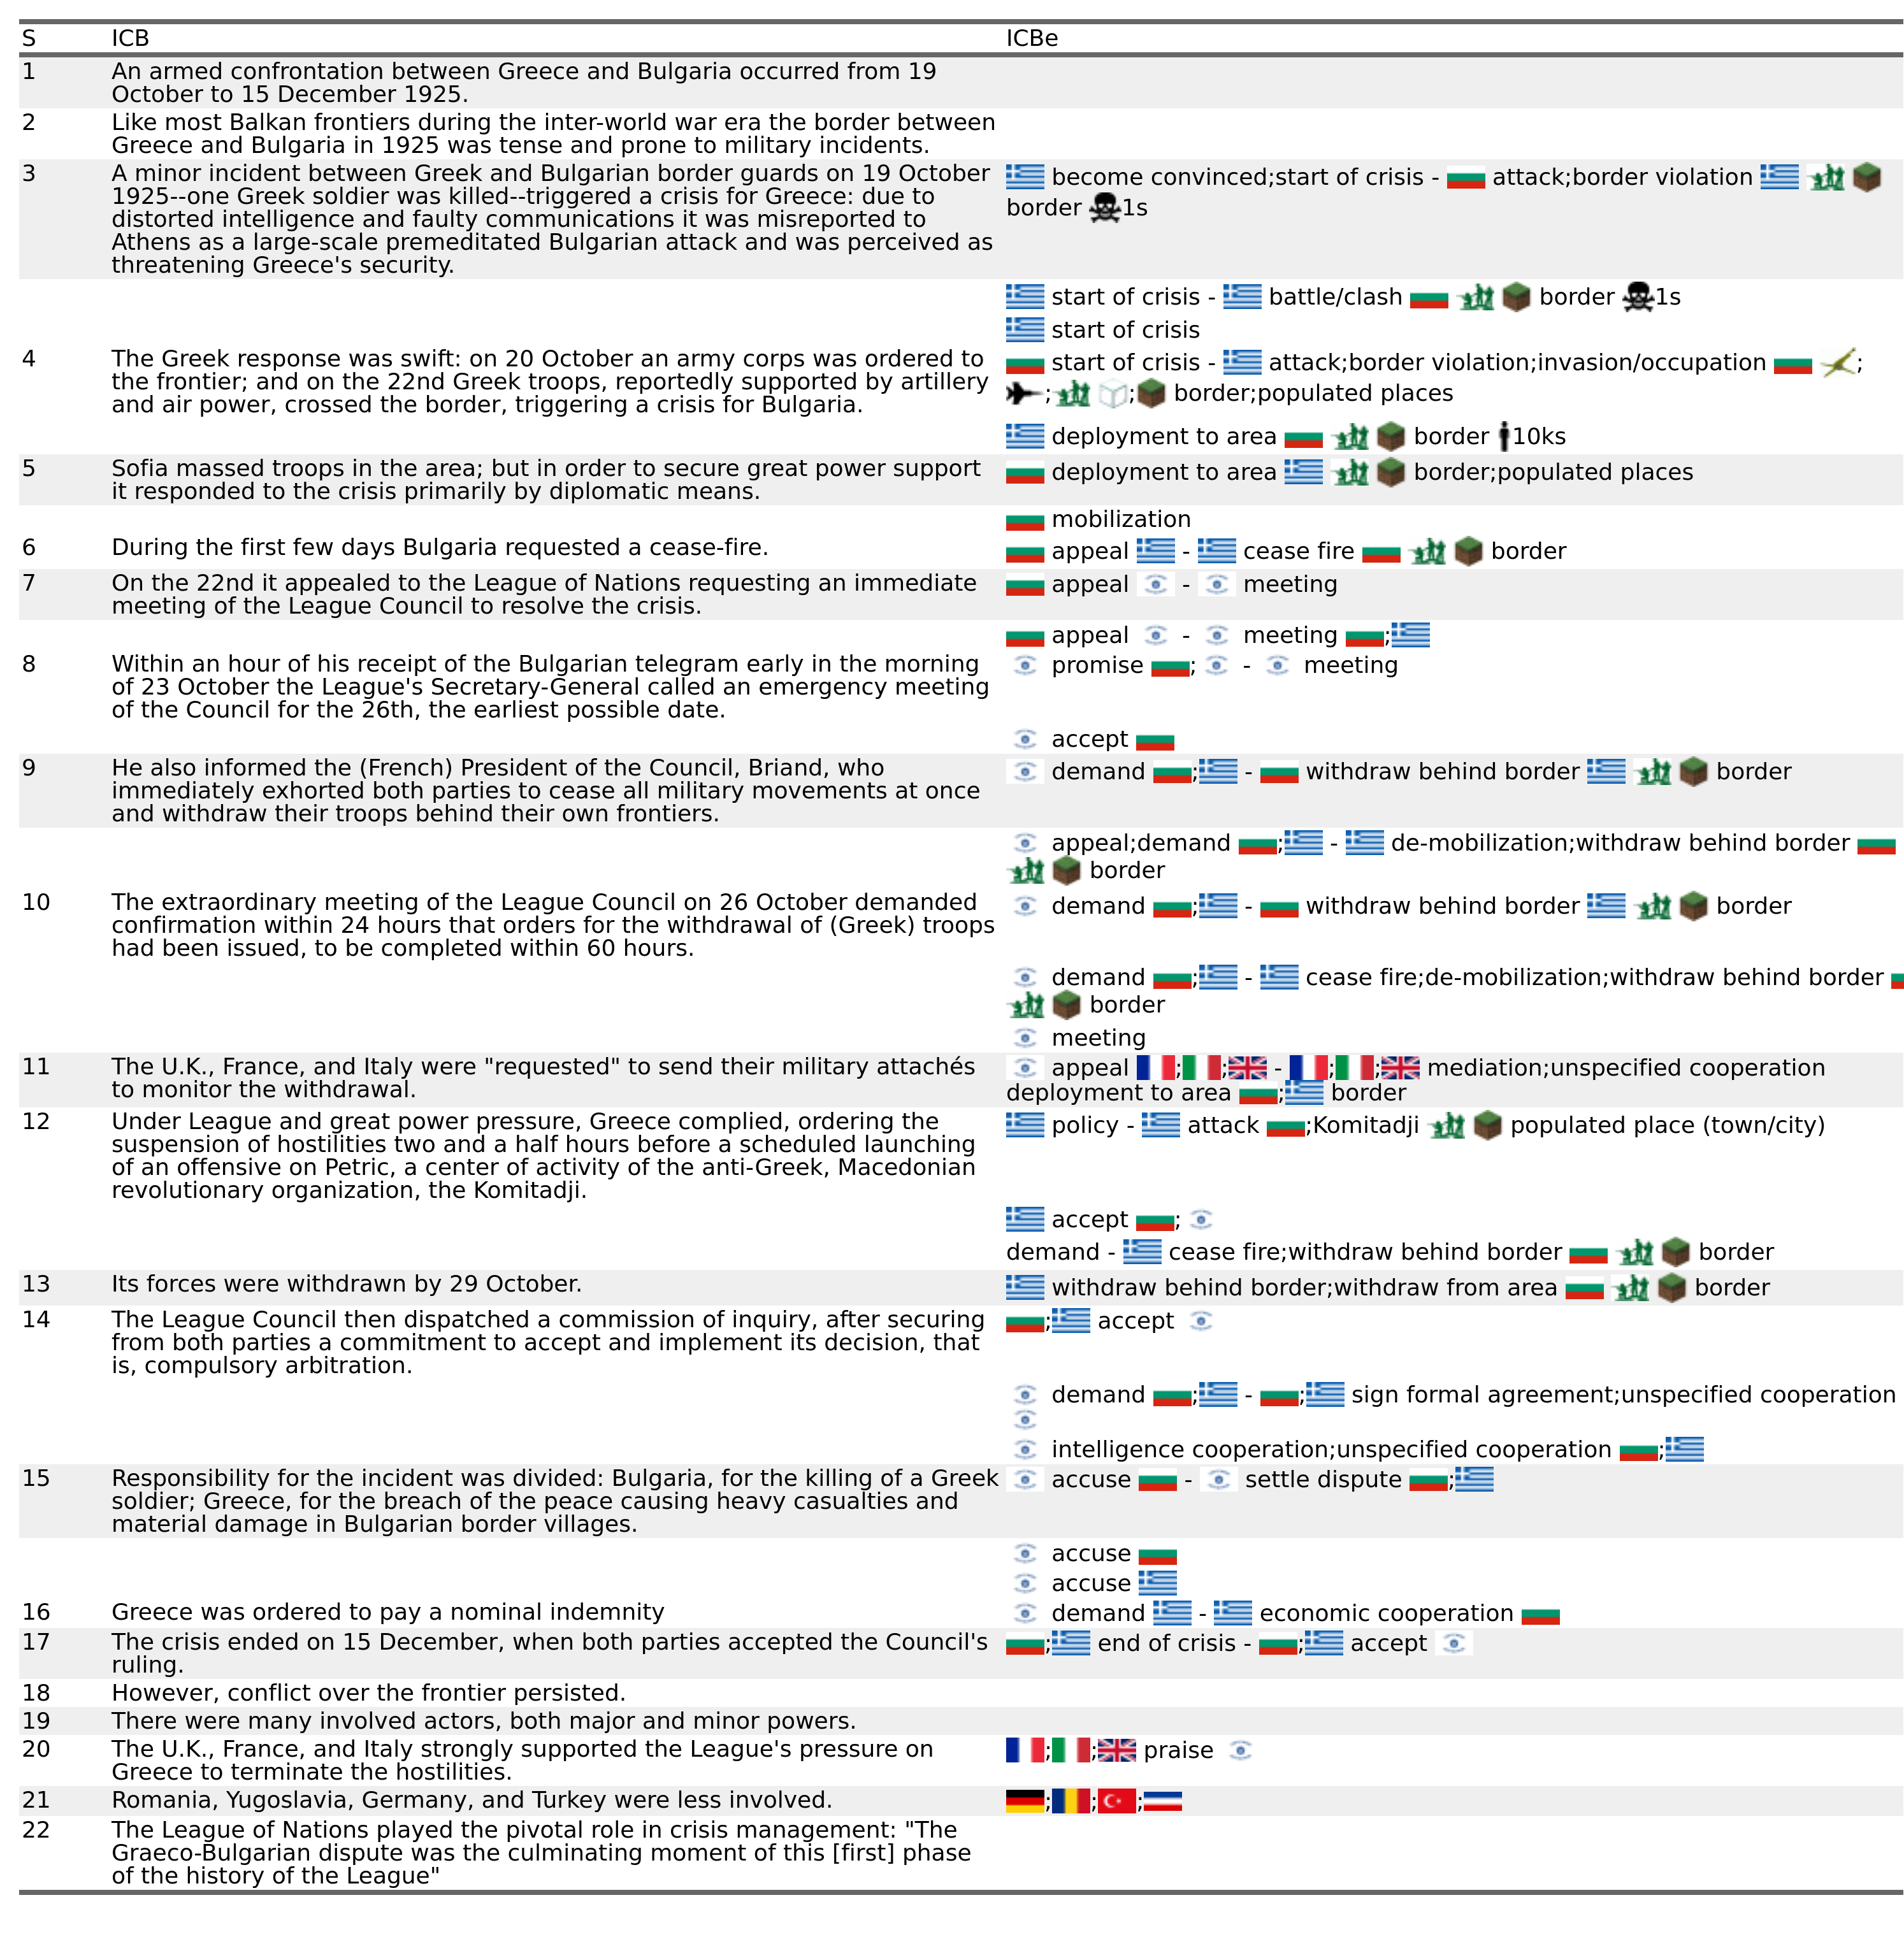 S ICB ICBe
1 An armed confrontation between Greece and Bulgaria occurred from 19
October to 15 December 1925.
2 Like most Balkan frontiers during the inter-world war era the border between
Greece and Bulgaria in 1925 was tense and prone to military incidents.
3 A minor incident between Greek and Bulgarian border guards on 19 October
1925--one Greek soldier was killed--triggered a crisis for Greece: due to
distorted intelligence and faulty communications it was misreported to
Athens as a large-scale premeditated Bulgarian attack and was perceived as
threatening Greece's security.
become convinced;start of crisis - attack;border violation
border 1s
start of crisis - battle/clash border 1s
start of crisis
4 The Greek response was swift: on 20 October an army corps was ordered to
the frontier; and on the 22nd Greek troops, reportedly supported by artillery
and air power, crossed the border, triggering a crisis for Bulgaria.
start of crisis - attack;border violation;invasion/occupation ;
; ; border;populated places
deployment to area border 10ks
5 Sofia massed troops in the area; but in order to secure great power support
it responded to the crisis primarily by diplomatic means.
deployment to area border;populated places
mobilization
6 During the first few days Bulgaria requested a cease-fire.
appeal - cease fire border
7 On the 22nd it appealed to the League of Nations requesting an immediate
meeting of the League Council to resolve the crisis.
appeal - meeting
appeal - meeting ;
8 Within an hour of his receipt of the Bulgarian telegram early in the morning
of 23 October the League's Secretary-General called an emergency meeting
of the Council for the 26th, the earliest possible date.
promise ; - meeting
accept
9 He also informed the (French) President of the Council, Briand, who
immediately exhorted both parties to cease all military movements at once
and withdraw their troops behind their own frontiers.
demand ; - withdraw behind border border
appeal;demand ; - de-mobilization;withdraw behind border
border
10 The extraordinary meeting of the League Council on 26 October demanded
confirmation within 24 hours that orders for the withdrawal of (Greek) troops
had been issued, to be completed within 60 hours.
demand ; - withdraw behind border border
demand ; - cease fire;de-mobilization;withdraw behind border
border
meeting
11 The U.K., France, and Italy were "requested" to send their military attachés
to monitor the withdrawal.
appeal ; ; - ; ; mediation;unspecified cooperation
deployment to area ; border
12 Under League and great power pressure, Greece complied, ordering the
suspension of hostilities two and a half hours before a scheduled launching
of an offensive on Petric, a center of activity of the anti-Greek, Macedonian
revolutionary organization, the Komitadji.
policy - attack ;Komitadji populated place (town/city)
accept ;
demand - cease fire;withdraw behind border border
13 Its forces were withdrawn by 29 October.
withdraw behind border;withdraw from area border
14 The League Council then dispatched a commission of inquiry, after securing
from both parties a commitment to accept and implement its decision, that
is, compulsory arbitration.
; accept
demand ; - ; sign formal agreement;unspecified cooperation
intelligence cooperation;unspecified cooperation ;
15 Responsibility for the incident was divided: Bulgaria, for the killing of a Greek
soldier; Greece, for the breach of the peace causing heavy casualties and
material damage in Bulgarian border villages.
accuse - settle dispute ;
accuse
accuse
16 Greece was ordered to pay a nominal indemnity
demand - economic cooperation
17 The crisis ended on 15 December, when both parties accepted the Council's
ruling.
; end of crisis - ; accept
18 However, conflict over the frontier persisted.
19 There were many involved actors, both major and minor powers.
20 The U.K., France, and Italy strongly supported the League's pressure on
Greece to terminate the hostilities.
; ; praise
21 Romania, Yugoslavia, Germany, and Turkey were less involved.
; ; ;
22 The League of Nations played the pivotal role in crisis management: "The
Graeco-Bulgarian dispute was the culminating moment of this [first] phase
of the history of the League"